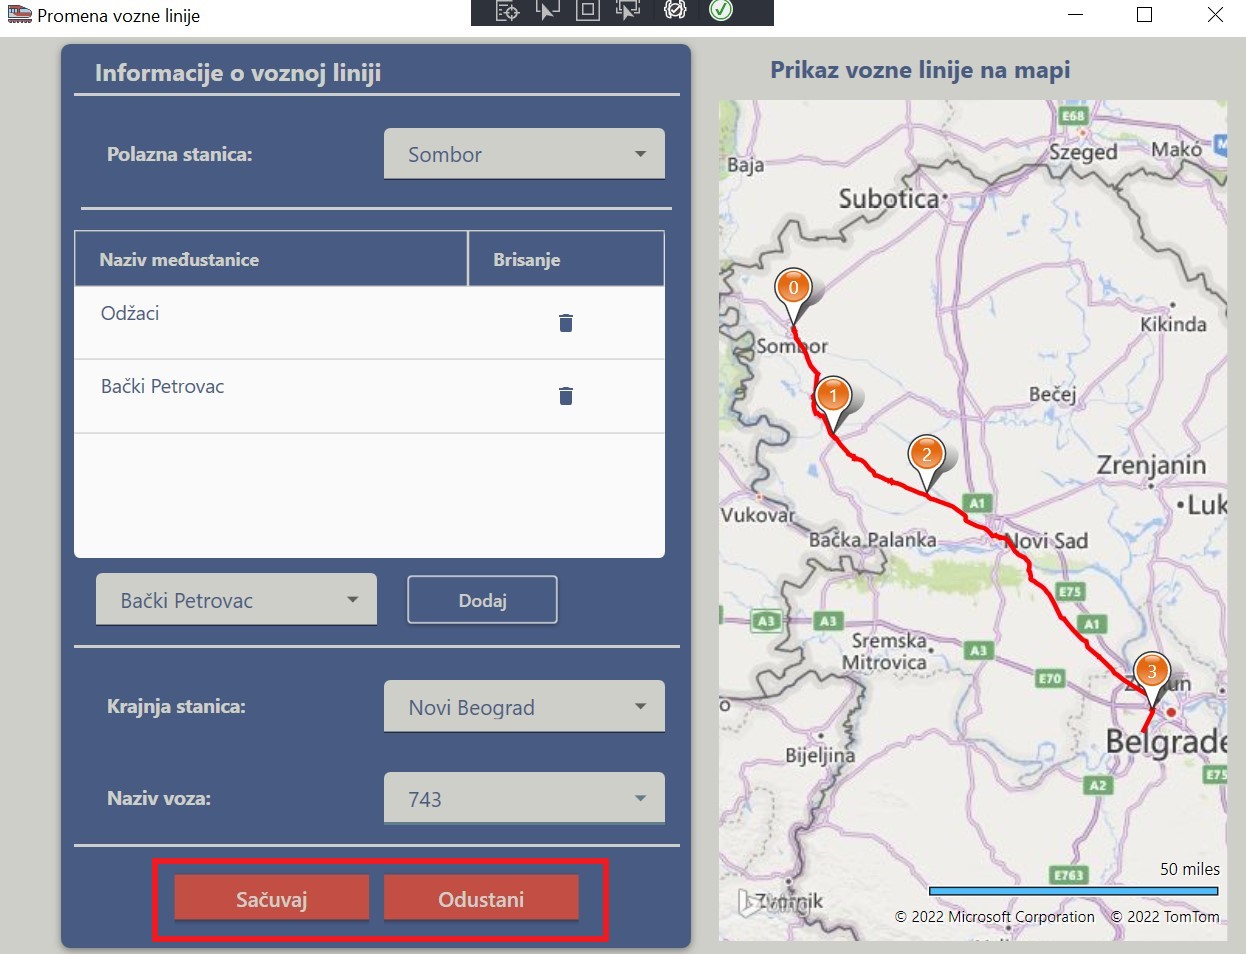 Promena vozne linije
Informacije o voznoj liniji
Polazna stanica:
Sombor
Naziv međustanice
Brisanje
Odžaci
Bački Petrovac
Bački Petrovac
Dodaj
Krajnja stanica:
Novi Beograd
Naziv voza:
743
Sačuvaj
Odustani
Prikaz vozne linije na mapi
E68
Baja
Szeged
Makó
M
Subotica
0
Kikinda
Sombor
1
Bečej
2
Zrenjanin
A1
Luk
Vukovar
Bačka Palanka
Novi Sad
E75
A3
A3
A1
Sremska
Mitrovica
A3
E70
3
Belgrade
Bijeljina
E75
A2
50 miles
E763
Zvornik
© 2022 Microsoft Corporation © 2022 TomTom